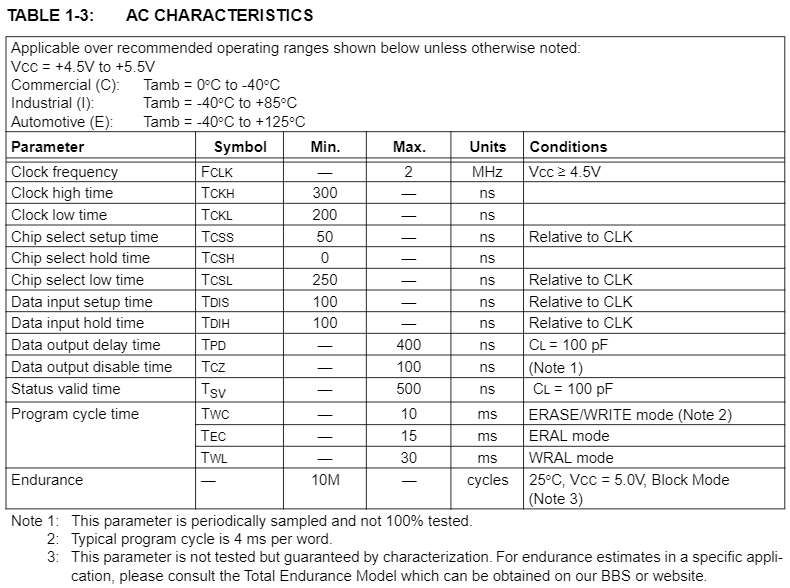 TABLE 1-3: AC CHARACTERISTICS
Applicable over recommended operating ranges shown below unless otherwise noted:
VCC = +4.5V to +5.5V
Commercial (C): Tamb = 0°C to -40°C
Industrial (I): Tamb = -40°C to +85°C
Automotive (E): Tamb = -40°C to +125°C
Parameter Symbol Min. Max. Units Conditions
Clock frequency FCLK — 2 MHz VCC ≥ 4.5V
Clock high time TCKH 300 — ns
Clock low time TCKL 200 — ns
Chip select setup time TCSS 50 — ns Relative to CLK
Chip select hold time TCSH 0 — ns
Chip select low time TCSL 250 — ns Relative to CLK
Data input setup time TDIS 100 — ns Relative to CLK
Data input hold time TDIH 100 — ns Relative to CLK
Data output delay time TPD — 400 ns CL = 100 pF
Data output disable time TCZ — 100 ns (Note 1)
Status valid time TSV — 500 ns CL = 100 pF
Program cycle time TWC — 10 ms ERASE/WRITE mode (Note 2)
TEC — 15 ms ERAL mode
TWL — 30 ms WRAL mode
Endurance — 10M — cycles 25°C, VCC = 5.0V, Block Mode
(Note 3)
Note 1: This parameter is periodically sampled and not 100% tested.
2: Typical program cycle is 4 ms per word.
3: This parameter is not tested but guaranteed by characterization. For endurance estimates in a specific appli-
cation, please consult the Total Endurance Model which can be obtained on our BBS or website.